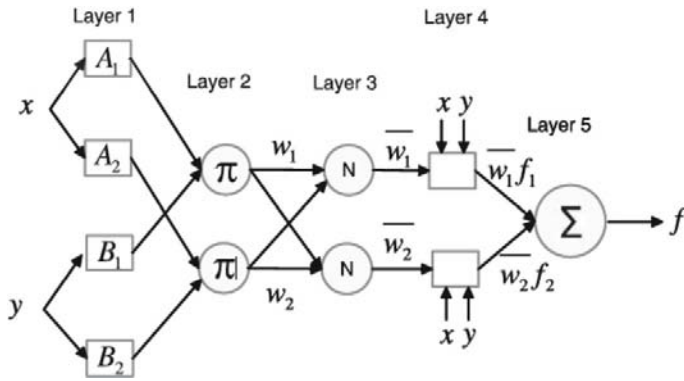 Layer 1
Layer 4
A₁
Layer 2
Layer 3
x
x y
Layer 5
w₁
w̅₁
w̅₁f₁
A₂
π
N
Σ
f
B₁
w̅₂
w̅₂f₂
π|
N
y
w₂
x y
B₂